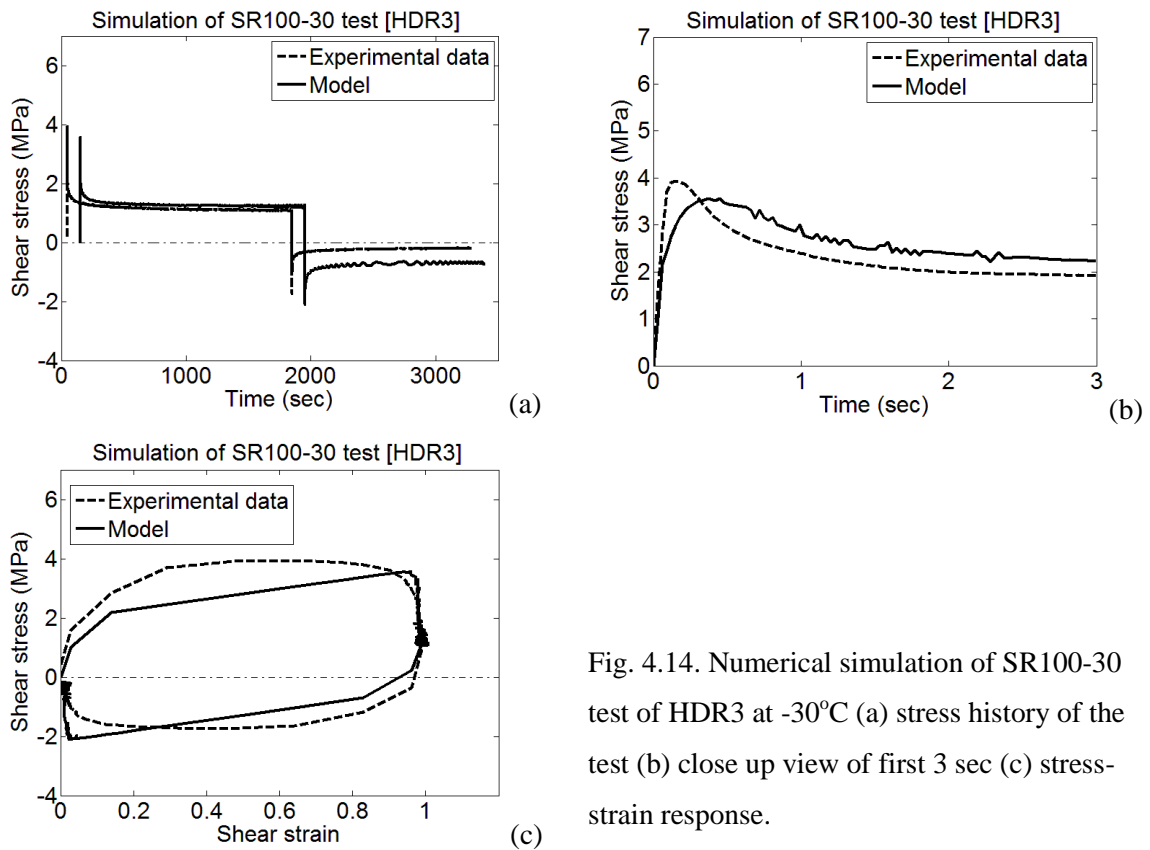 Simulation of SR100-30 test [HDR3]
Experimental data
Model
Shear stress (MPa)
6
4
2
0
-2
-4
0
1000
2000
3000
Time (sec)
(a)
Simulation of SR100-30 test [HDR3]
Experimental data
Model
Shear stress (MPa)
7
6
5
4
3
2
1
0
0
1
2
3
Time (sec)
(b)
Simulation of SR100-30 test [HDR3]
Experimental data
Model
Shear stress (MPa)
6
4
2
0
-2
-4
0
0.2
0.4
0.6
0.8
1
Shear strain
(c)
Fig. 4.14. Numerical simulation of SR100-30
test of HDR3 at -30°C (a) stress history of the
test (b) close up view of first 3 sec (c) stress-
strain response.